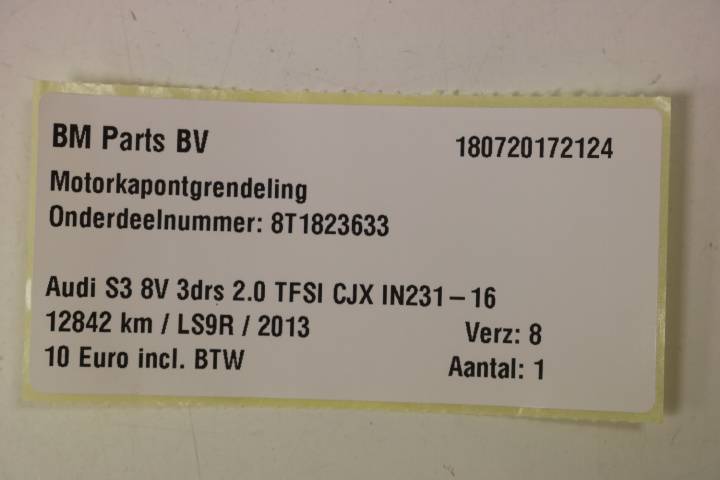 BM Parts BV 180720172124
Motorkapontgrendeling
Onderdeelnummer: 8T1823633
Audi S3 8V 3drs 2.0 TFSI CJX IN231-16
12842 km / LS9R / 2013 Verz: 8
10 Euro incl. BTW Aantal: 1